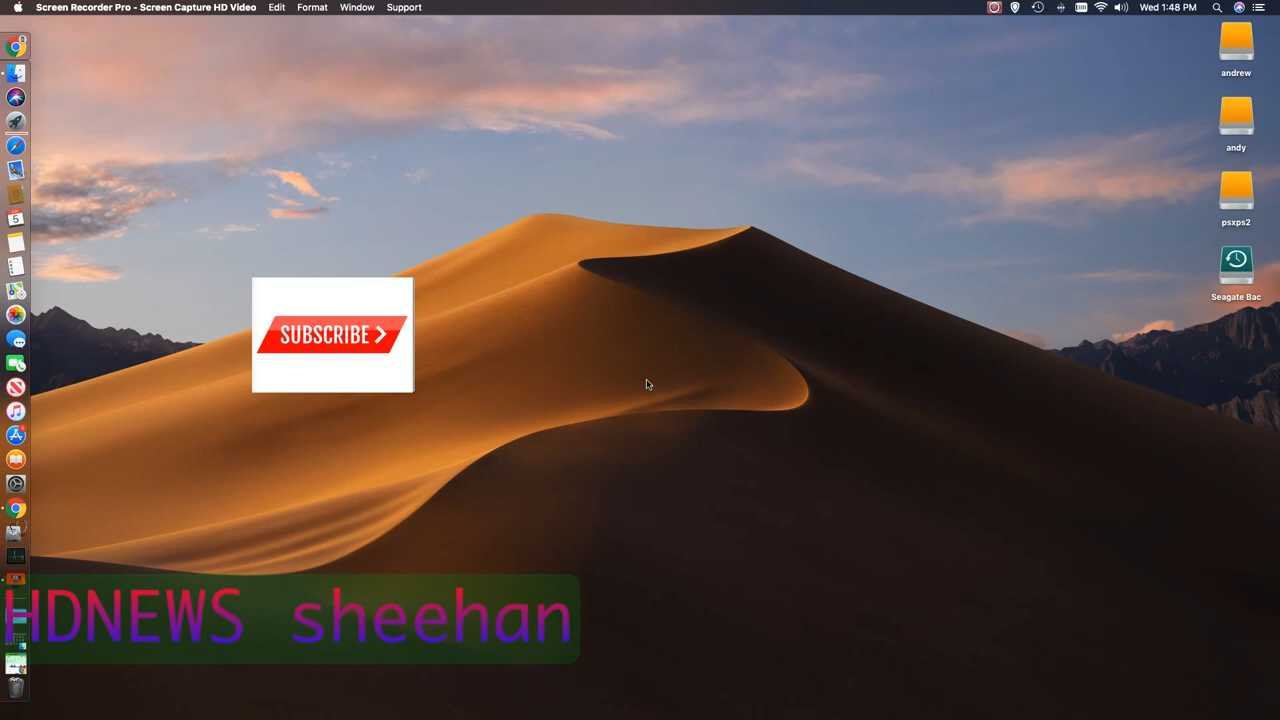 Screen Recorder Pro - Screen Capture HD Video Edit Format Window Support Wed 1:48 PM
andrew
andy
psxps2
Seagate Bac
5
SUBSCRIBE
HDNEWS sheehan